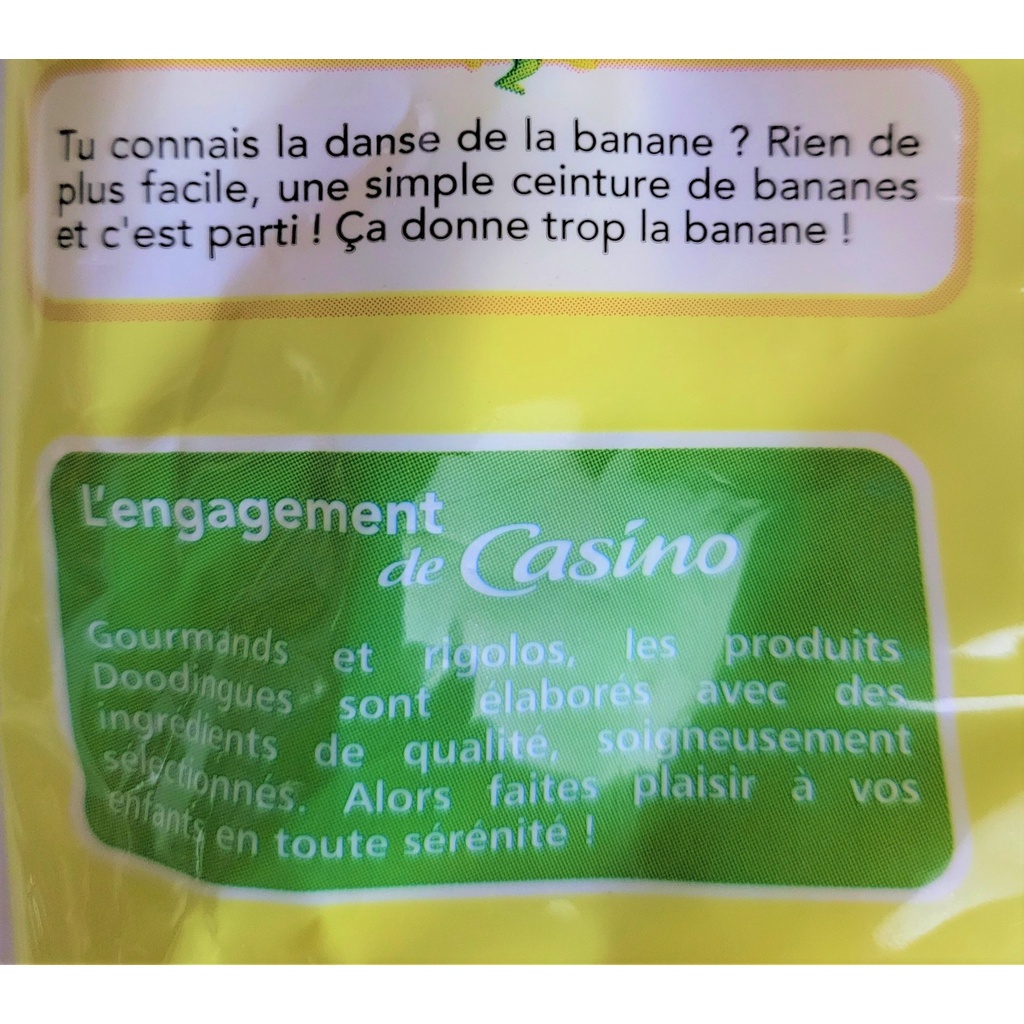 Tu connais la danse de la banane ? Rien de
plus facile, une simple ceinture de bananes
et c'est parti ! Ça donne trop la banane !
L'engagement
de Casino
Gourmands et rigolos, les produits
Doodingues sont élaborés avec des
ingrédients de qualité, soigneusement
sélectionnés. Alors faites plaisir à vos
enfants en toute sérénité !